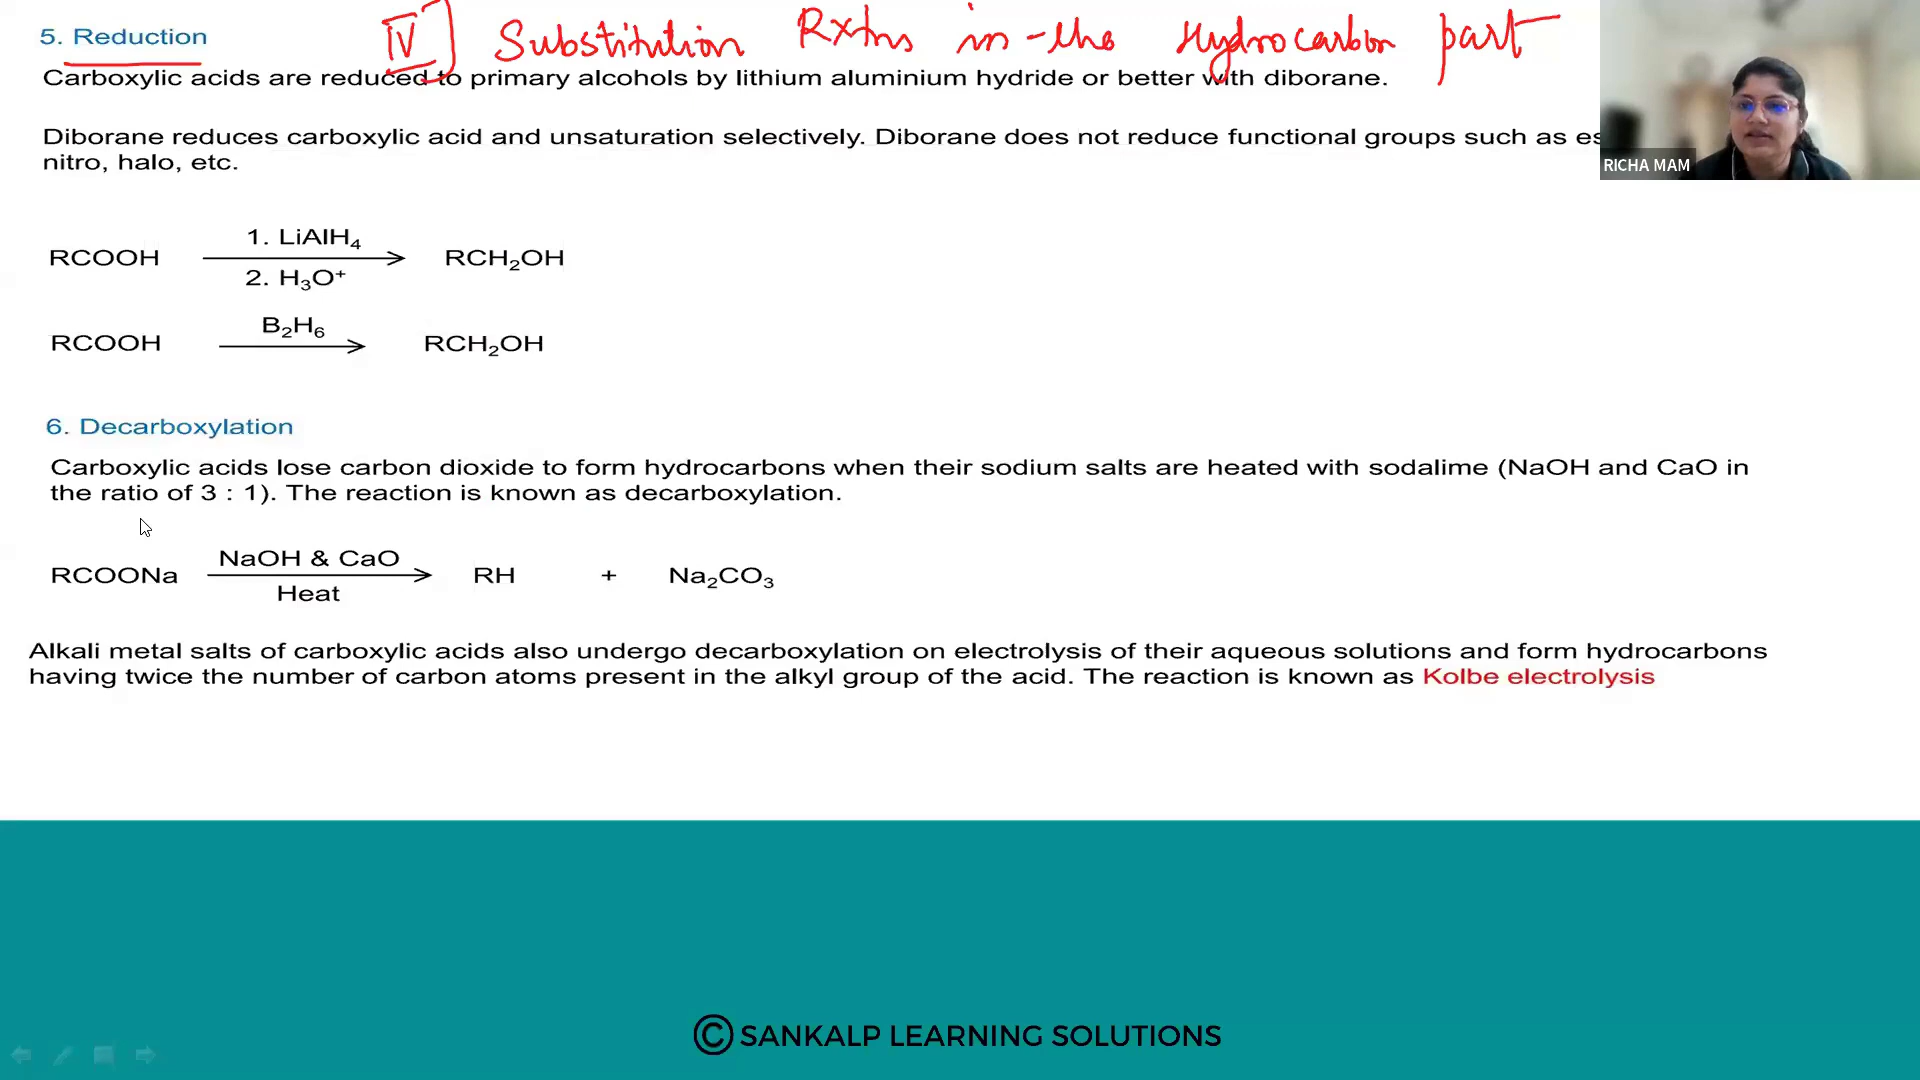 5. Reduction
IV Substitution Rxtns in the Hydrocarbon part
Carboxylic acids are reduced to primary alcohols by lithium aluminium hydride or better with diborane.
Diborane reduces carboxylic acid and unsaturation selectively. Diborane does not reduce functional groups such as
nitro, halo, etc.
RICHA MAM
1. LiAlH₄
RCOOH RCH₂OH
2. H₃O⁺
B₂H₆
RCOOH RCH₂OH
6. Decarboxylation
Carboxylic acids lose carbon dioxide to form hydrocarbons when their sodium salts are heated with sodalime (NaOH and CaO in
the ratio of 3 : 1). The reaction is known as decarboxylation.
NaOH & CaO
RCOONa RH + Na₂CO₃
Heat
Alkali metal salts of carboxylic acids also undergo decarboxylation on electrolysis of their aqueous solutions and form hydrocarbons
having twice the number of carbon atoms present in the alkyl group of the acid. The reaction is known as Kolbe electrolysis
© SANKALP LEARNING SOLUTIONS